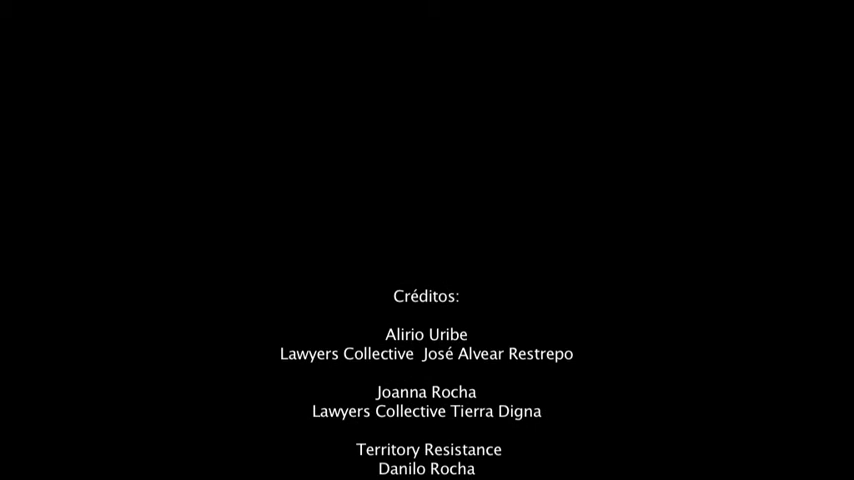 Créditos:
Alirio Uribe
Lawyers Collective José Alvear Restrepo
Joanna Rocha
Lawyers Collective Tierra Digna
Territory Resistance
Danilo Rocha